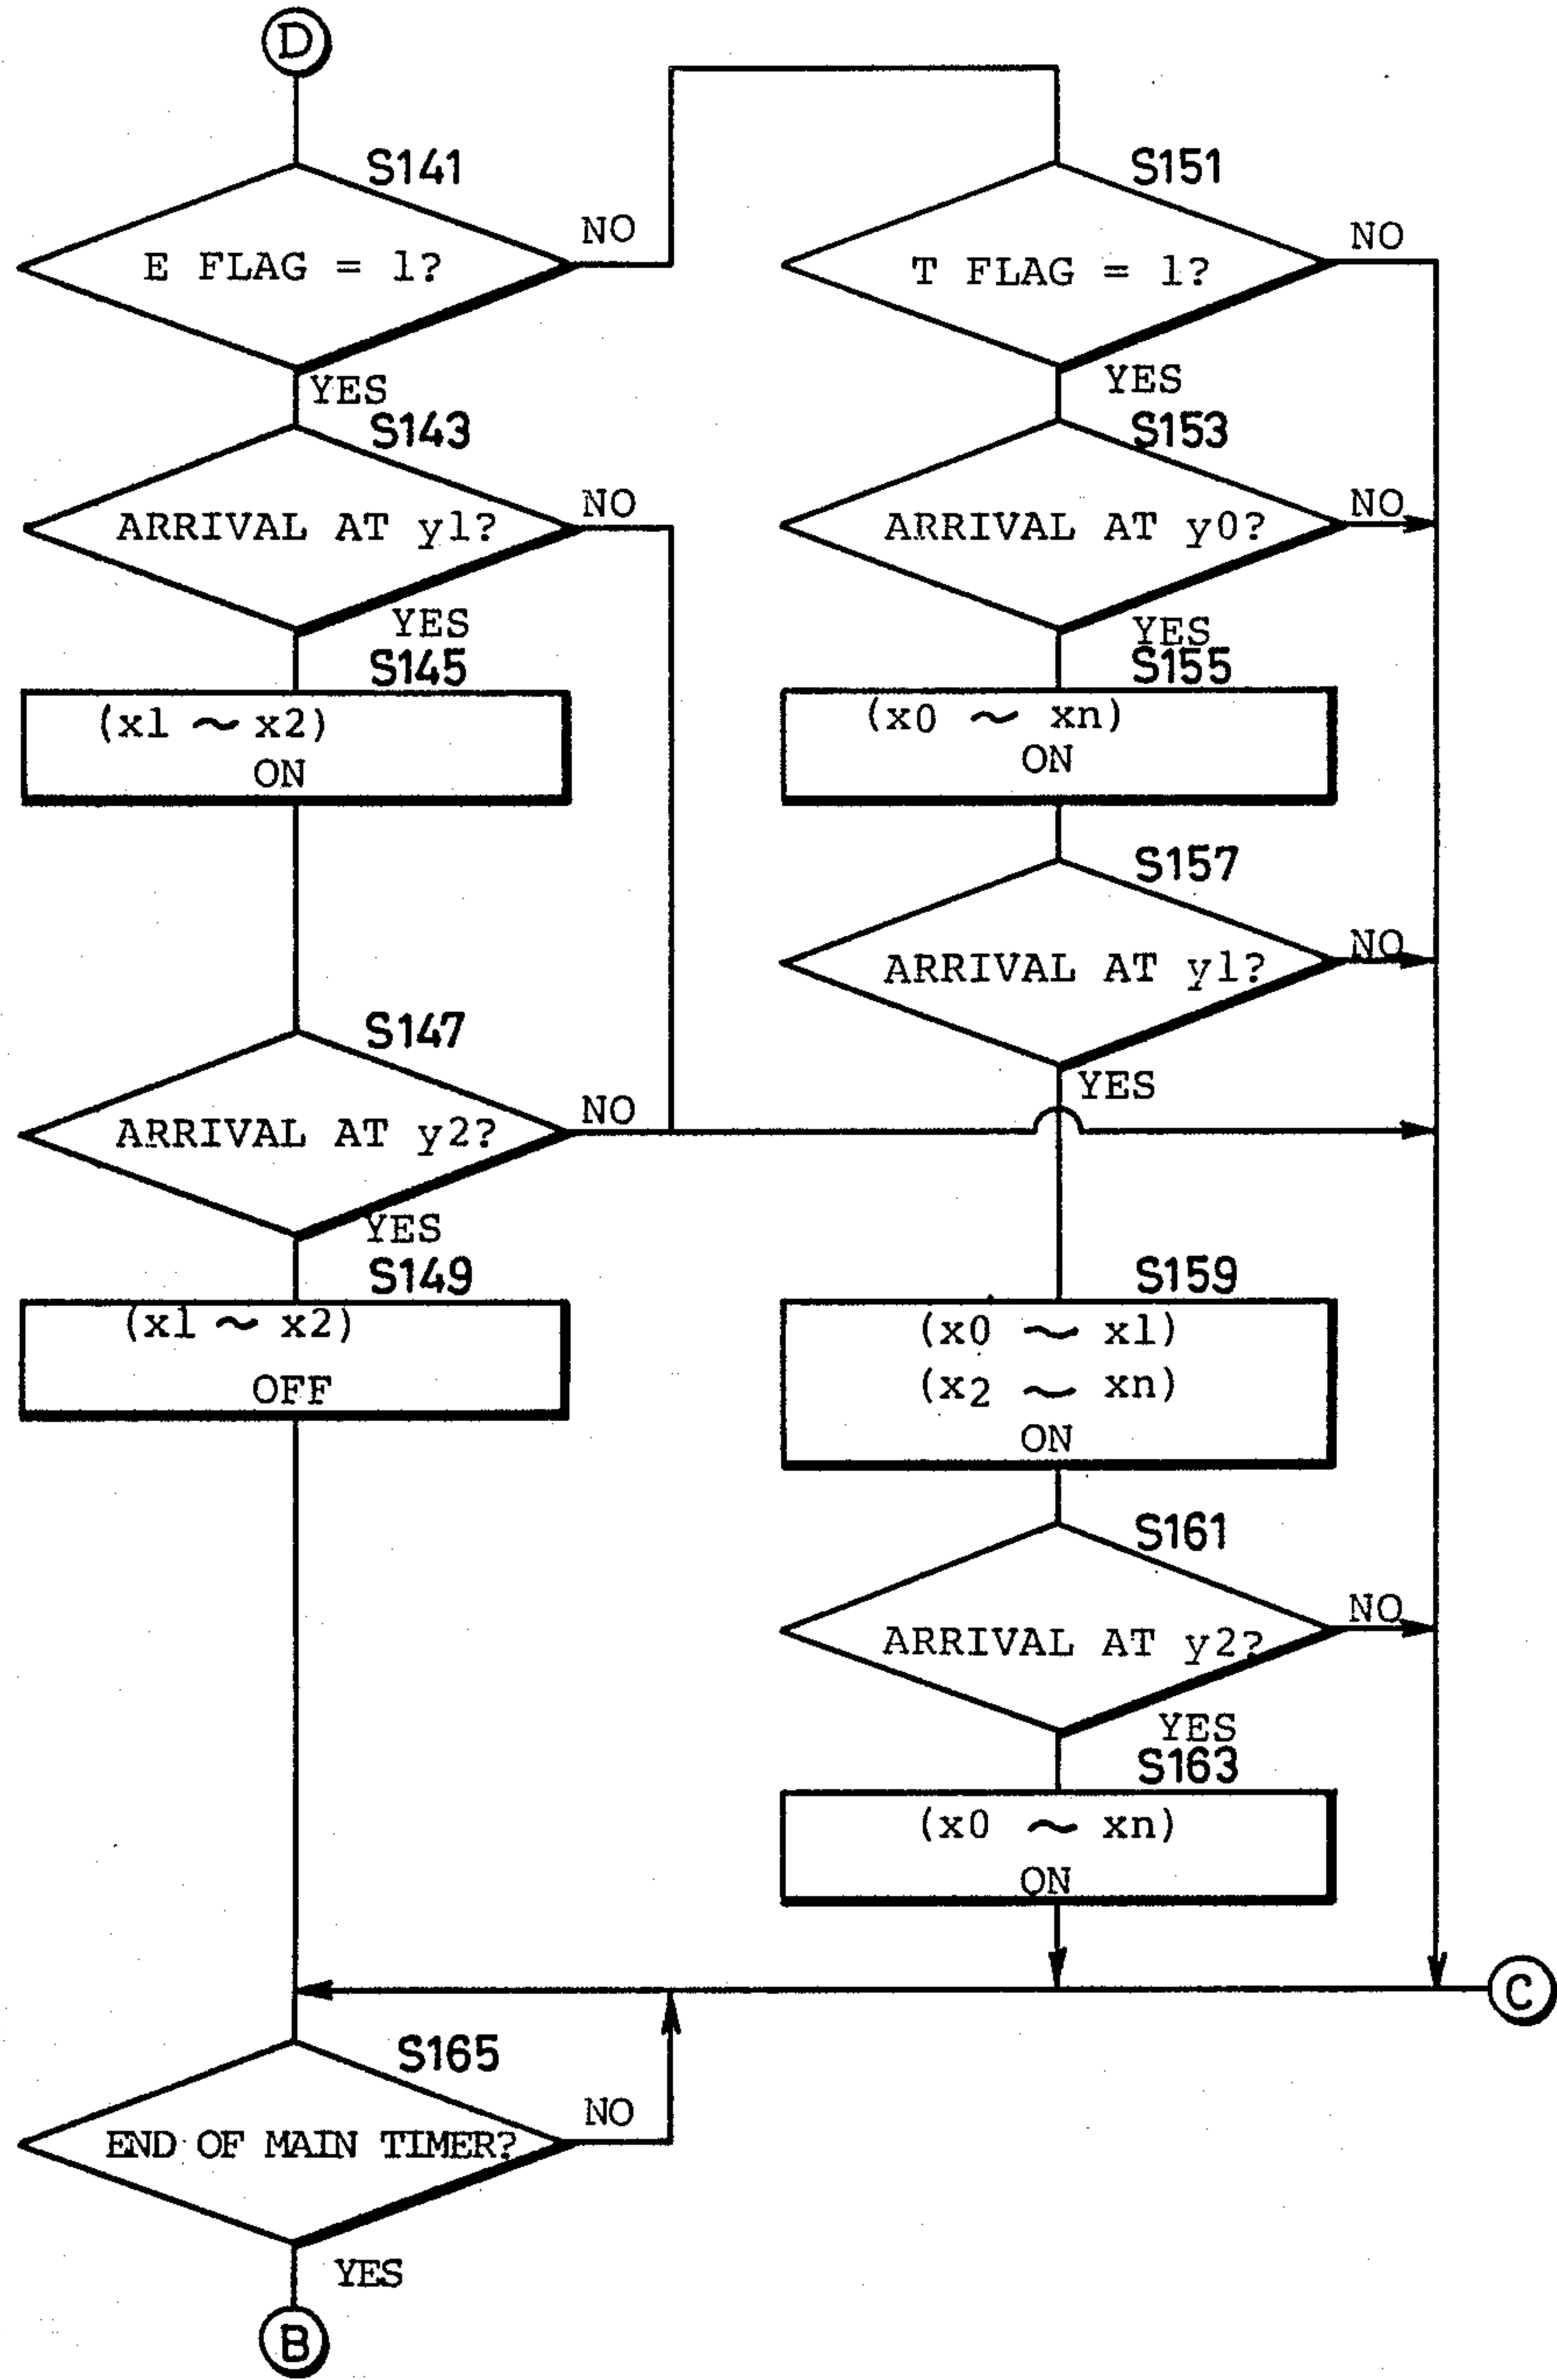 D
S141
E FLAG = 1?
NO
YES
S143
ARRIVAL AT y1?
NO
YES
S145
(x1 ~ x2)
ON
S147
ARRIVAL AT y2?
NO
YES
S149
(x1 ~ x2)
OFF
S151
T FLAG = 1?
NO
YES
S153
ARRIVAL AT y0?
NO
YES
S155
(x0 ~ xn)
ON
S157
ARRIVAL AT y1?
NO
YES
S159
(x0 ~ x1)
(x2 ~ xn)
ON
S161
ARRIVAL AT y2?
NO
YES
S163
(x0 ~ xn)
ON
C
S165
END OF MAIN TIMER?
NO
YES
B